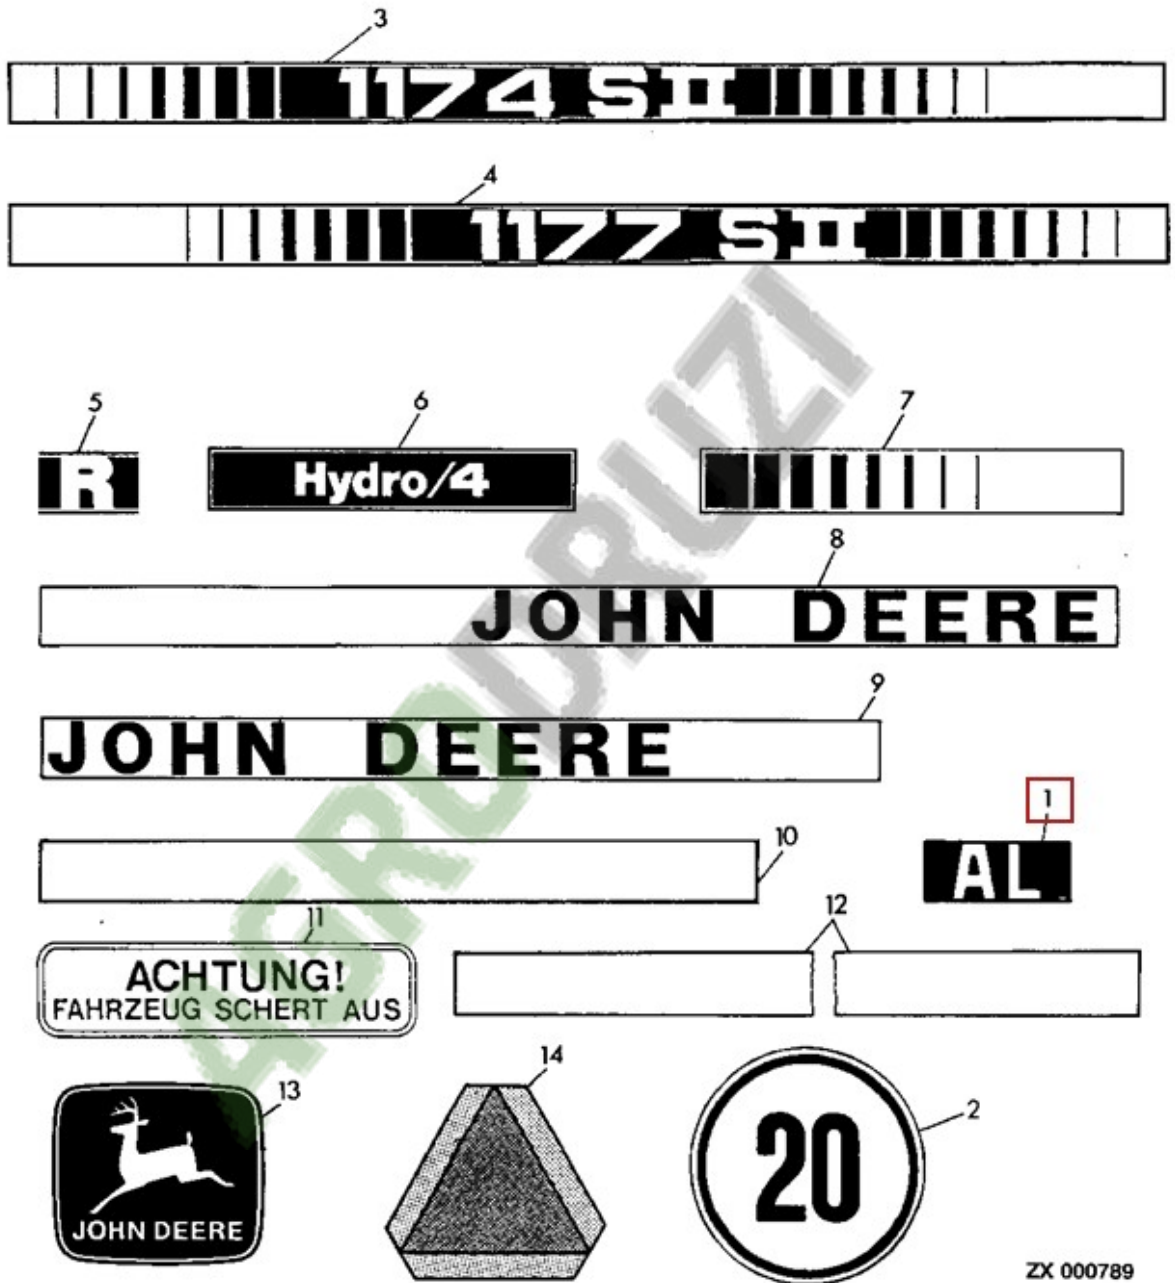 3
1174 SII
4
1177 SII
5
6
7
R
Hydro/4
8
JOHN DEERE
9
JOHN DEERE
1
10
AL
11
12
ACHTUNG!
FAHRZEUG SCHERT AUS
14
13
2
20
JOHN DEERE
ZX 000789
AGRODRUZI